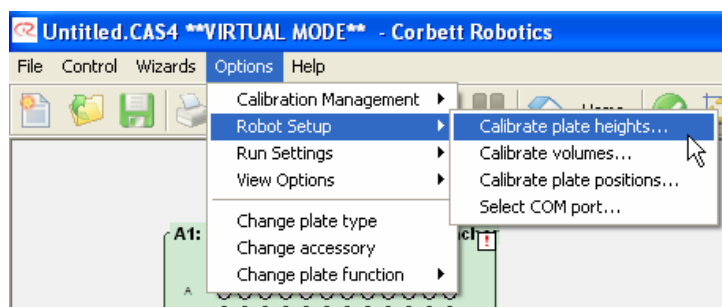 Untitled.CAS4 **VIRTUAL MODE** - Corbett Robotics
File Control Wizards Options Help
Calibration Management
Robot Setup
Run Settings
View Options
Change plate type
Change accessory
Change plate function
Calibrate plate heights...
Calibrate volumes...
Calibrate plate positions...
Select COM port...
A1:
A